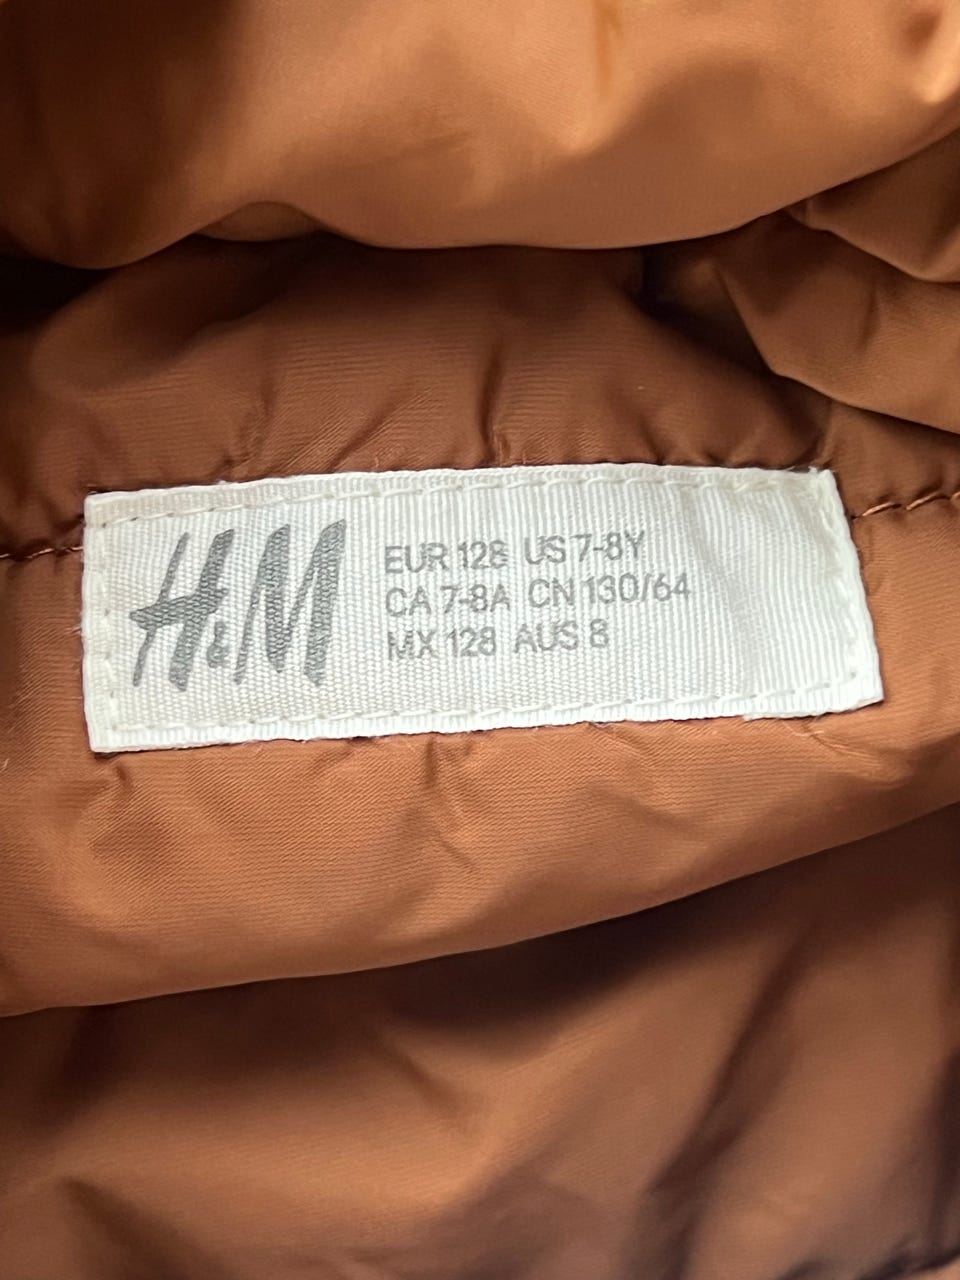 H&M
EUR 128 US 7-8Y
CA 7-8A CN 130/64
MX 128 AUS 8